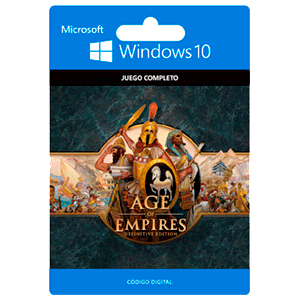 Microsoft
Windows 10
JUEGO COMPLETO
AGE
OF
EMPIRES
DEFINITIVE EDITION
CÓDIGO DIGITAL